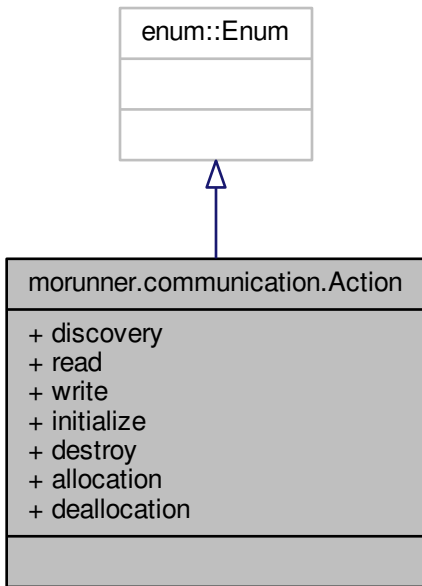 enum::Enum
morunner.communication.Action
+ discovery
+ read
+ write
+ initialize
+ destroy
+ allocation
+ deallocation